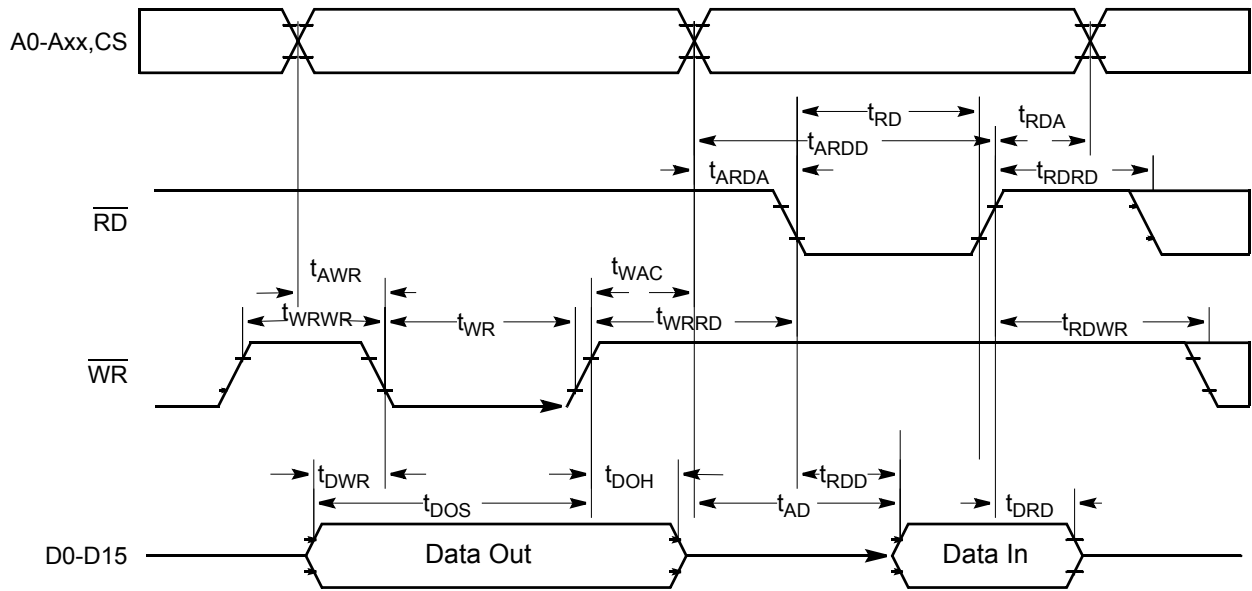 A0-Axx,CS
tRD
tRDA
tARDD
tARDA
tRDRD
RD
tAWR
tWAC
tWRWR
tWR
tWRRD
tRDWR
WR
tDWR
tDOH
tRDD
tDOS
tAD
tDRD
D0-D15
Data Out
Data In